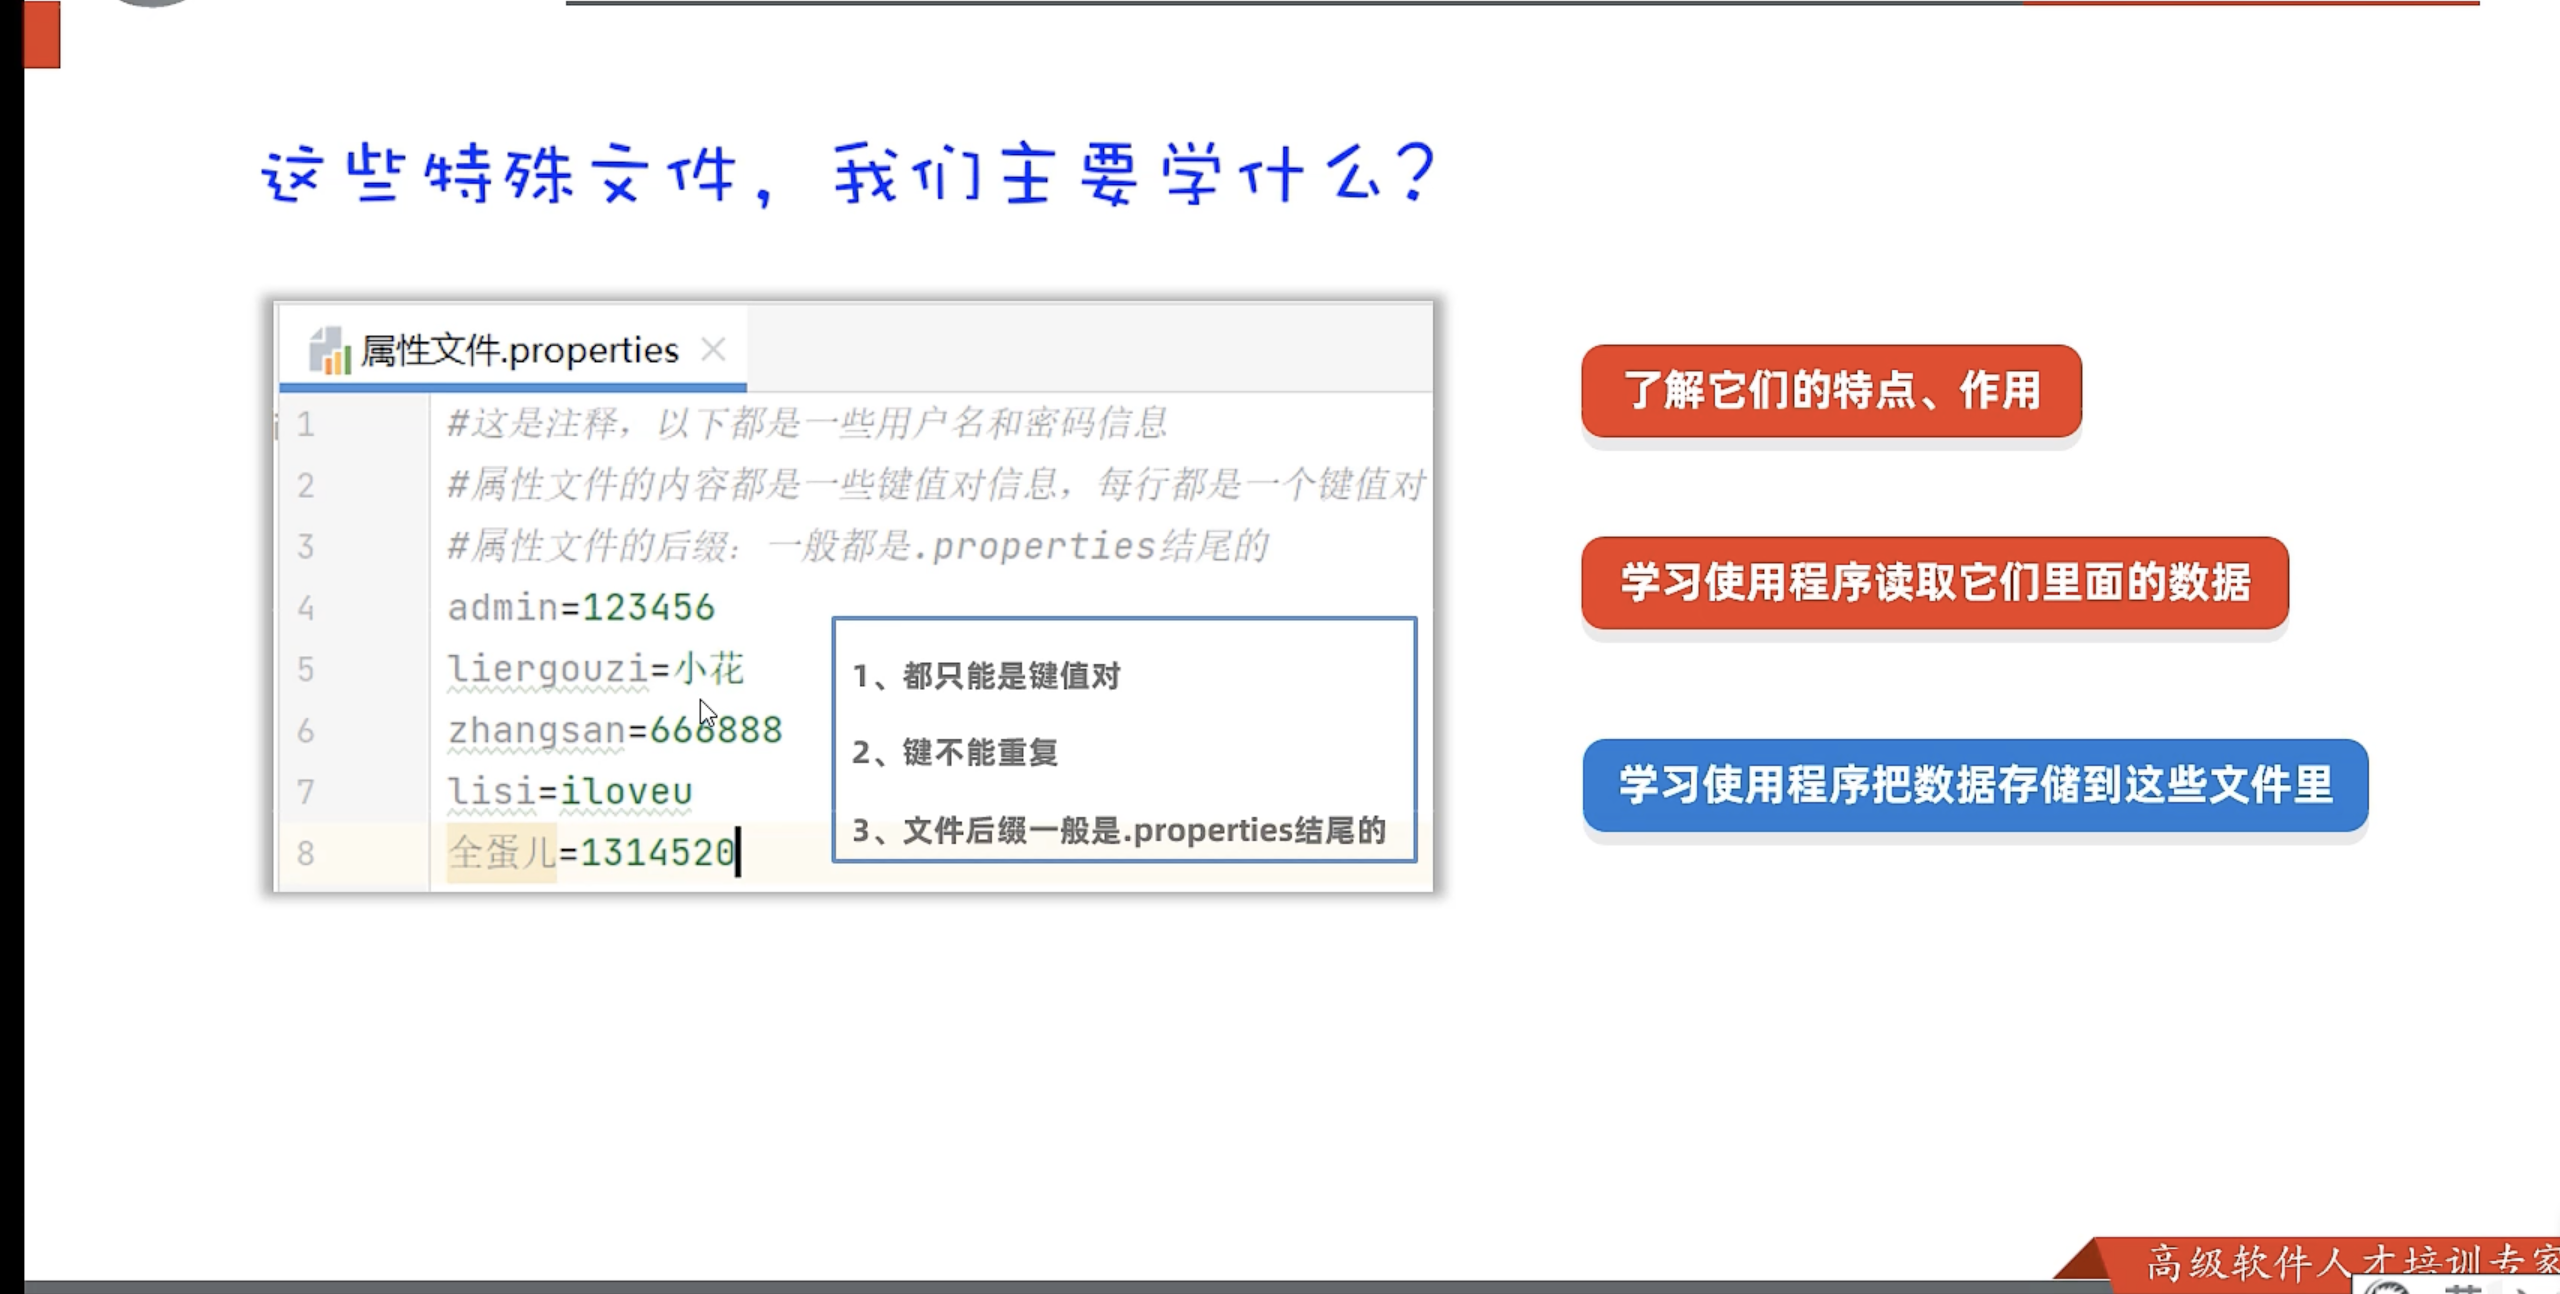 这些特殊文件，我们主要学什么？
属性文件.properties
1 #这是注释，以下都是一些用户名和密码信息
2 #属性文件的内容都是一些键值对信息，每行都是一个键值对
3 #属性文件的后缀：一般都是.properties结尾的
4 admin=123456
5 liergouzi=小花
6 zhangsan=666888
7 lisi=iloveu
8 全蛋儿=1314520
1、都只能是键值对
2、键不能重复
3、文件后缀一般是.properties结尾的
了解它们的特点、作用
学习使用程序读取它们里面的数据
学习使用程序把数据存储到这些文件里
高级软件人才培训专家